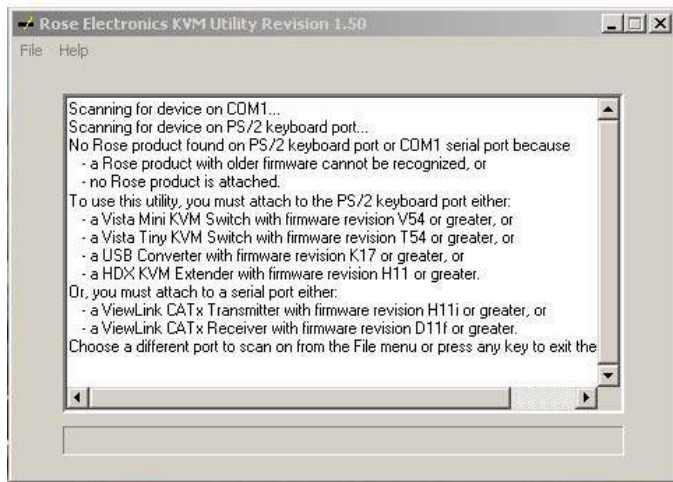 Rose Electronics KVM Utility Revision 1.50
File Help
Scanning for device on COM1...
Scanning for device on PS/2 keyboard port...
No Rose product found on PS/2 keyboard port or COM1 serial port because
- a Rose product with older firmware cannot be recognized, or
- no Rose product is attached.
To use this utility, you must attach to the PS/2 keyboard port either:
- a Vista Mini KVM Switch with firmware revision V54 or greater, or
- a Vista Tiny KVM Switch with firmware revision T54 or greater, or
- a USB Converter with firmware revision K17 or greater, or
- a HDX KVM Extender with firmware revision H11 or greater.
Or, you must attach to a serial port either:
- a ViewLink CATx Transmitter with firmware revision H11i or greater, or
- a ViewLink CATx Receiver with firmware revision D11f or greater.
Choose a different port to scan on from the File menu or press any key to exit the